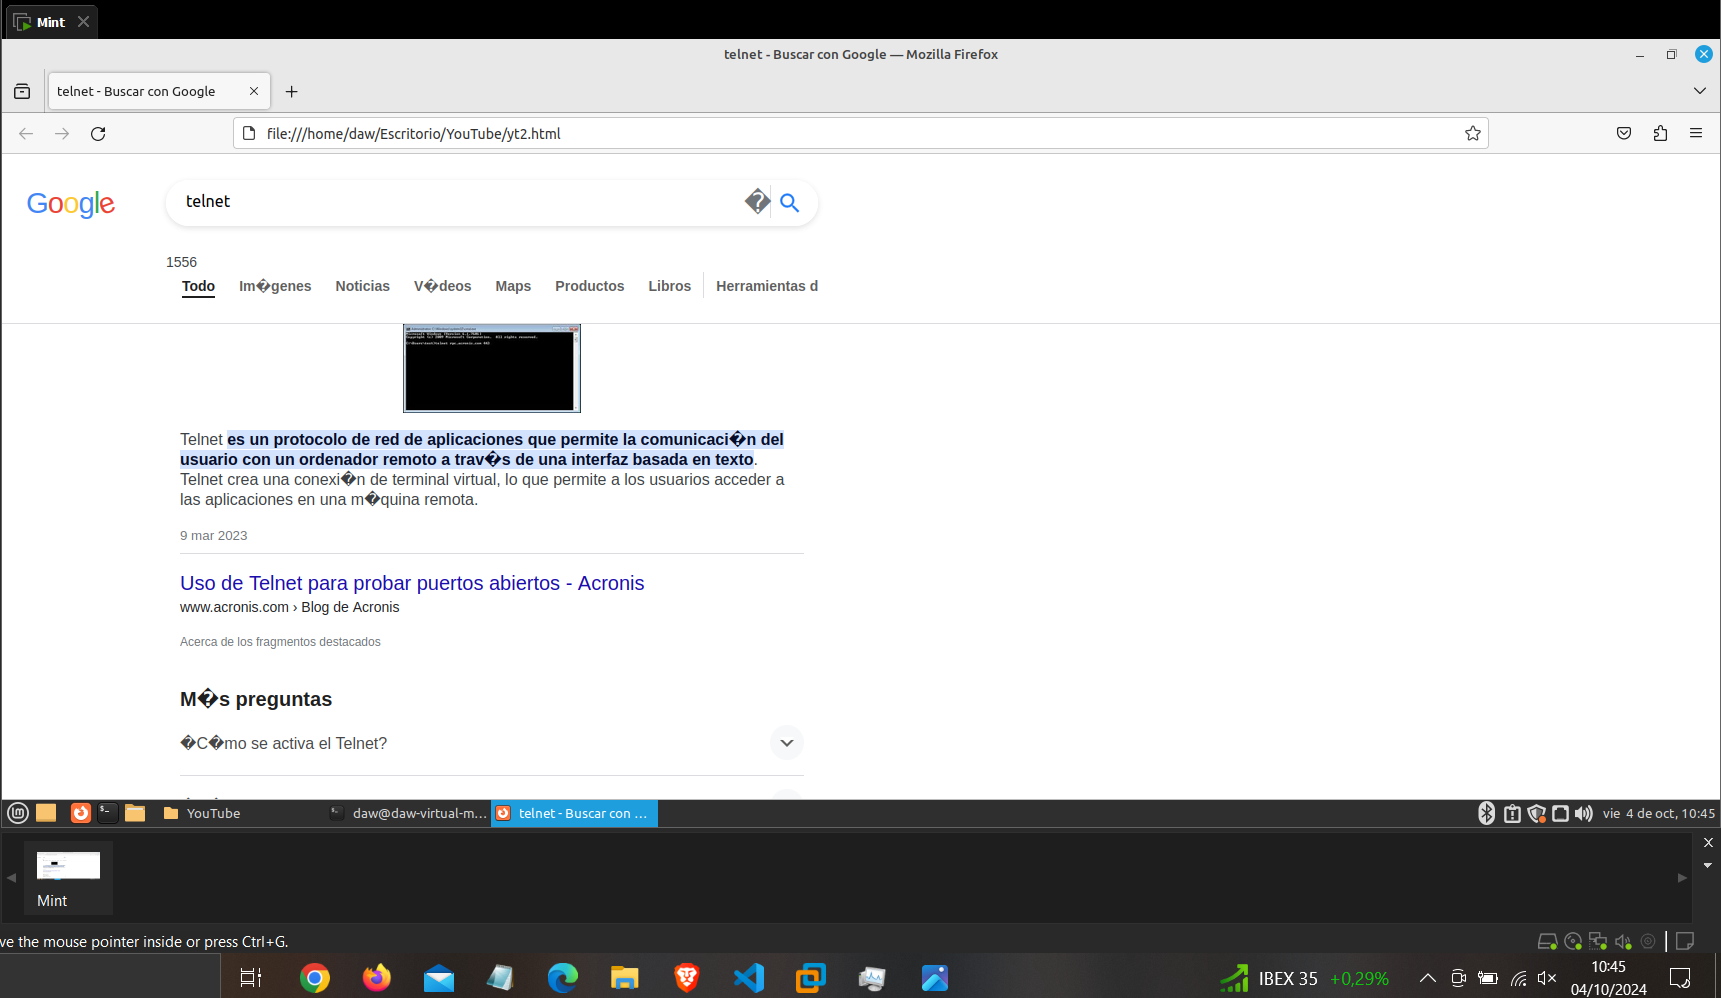 Mint
telnet - Buscar con Google — Mozilla Firefox
telnet - Buscar con Google
file:///home/daw/Escritorio/YouTube/yt2.html
Google
telnet �
1556
Todo Im�genes Noticias V�deos Maps Productos Libros Herramientas d
Telnet es un protocolo de red de aplicaciones que permite la comunicaci�n del
usuario con un ordenador remoto a trav�s de una interfaz basada en texto.
Telnet crea una conexi�n de terminal virtual, lo que permite a los usuarios acceder a
las aplicaciones en una m�quina remota.
9 mar 2023
Uso de Telnet para probar puertos abiertos - Acronis
www.acronis.com › Blog de Acronis
Acerca de los fragmentos destacados
M�s preguntas
�C�mo se activa el Telnet?
YouTube daw@daw-virtual-m... telnet - Buscar con ... vie 4 de oct, 10:45
Mint
ve the mouse pointer inside or press Ctrl+G.
IBEX 35 +0,29% 10:45
04/10/2024